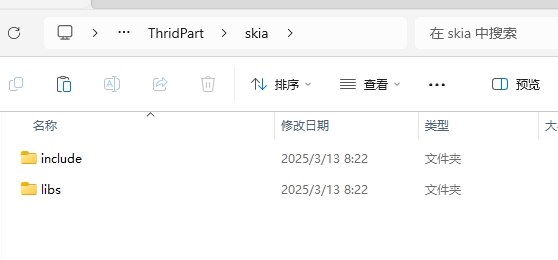 … ThridPart skia 在 skia 中搜索
排序 查看 … 预览
名称 修改日期 类型
include 2025/3/13 8:22 文件夹
libs 2025/3/13 8:22 文件夹